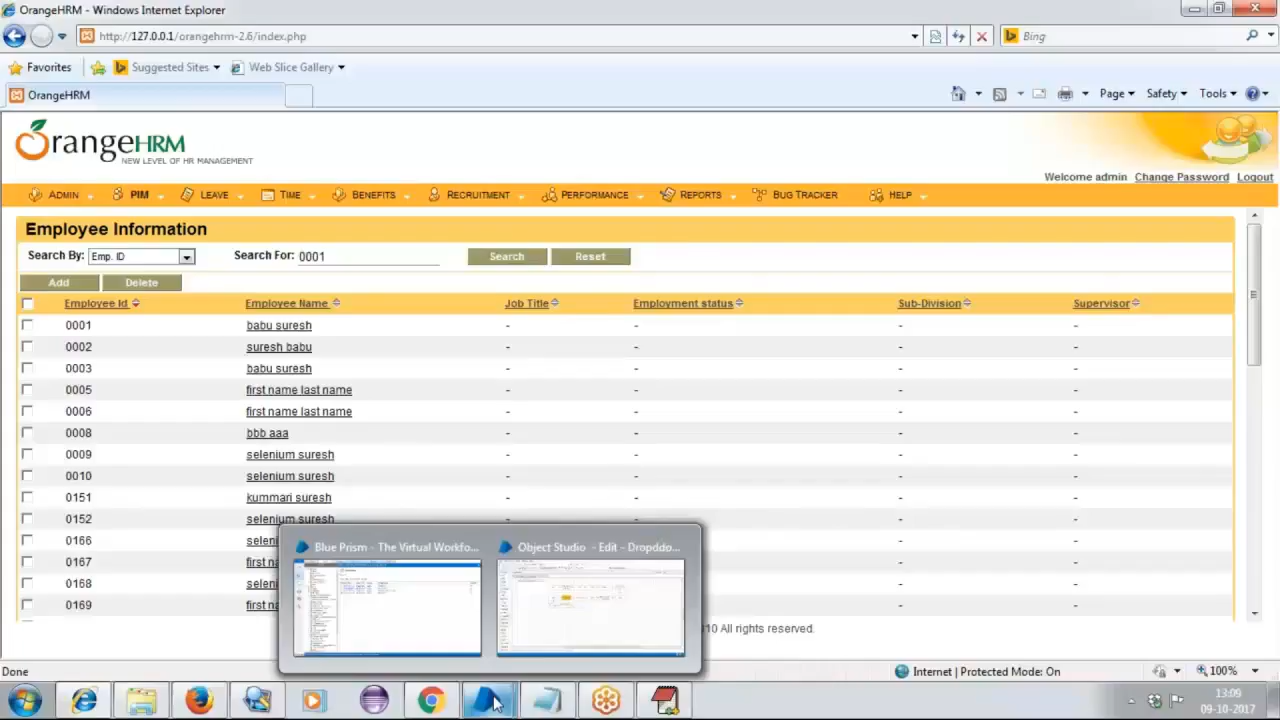 OrangeHRM - Windows Internet Explorer
http://127.0.0.1/orangehrm-2.6/index.php
Bing
Favorites
Suggested Sites
Web Slice Gallery
OrangeHRM
Page
Safety
Tools
OrangeHRM
NEW LEVEL OF HR MANAGEMENT
Welcome admin Change Password Logout
ADMIN PIM LEAVE TIME BENEFITS RECRUITMENT PERFORMANCE REPORTS BUG TRACKER HELP
Employee Information
Search By: Emp. ID Search For: 0001 Search Reset
Add Delete
Employee Id Employee Name Job Title Employment status Sub-Division Supervisor
0001 babu suresh - - - -
0002 suresh babu - - - -
0003 babu suresh - - - -
0005 first name last name - - - -
0006 first name last name - - - -
0008 bbb aaa - - - -
0009 selenium suresh - - - -
0010 selenium suresh - - - -
0151 kummari suresh - - - -
0152 selenium suresh - - - -
0166 selen - - -
0167 first n - - -
0168 selen - - -
0169 first n - - -
Blue Prism - The Virtual Workfo...
Object Studio - Edit - Dropddo...
10 All rights reserved.
Done
Internet | Protected Mode: On
100%
13:09
09-10-2017